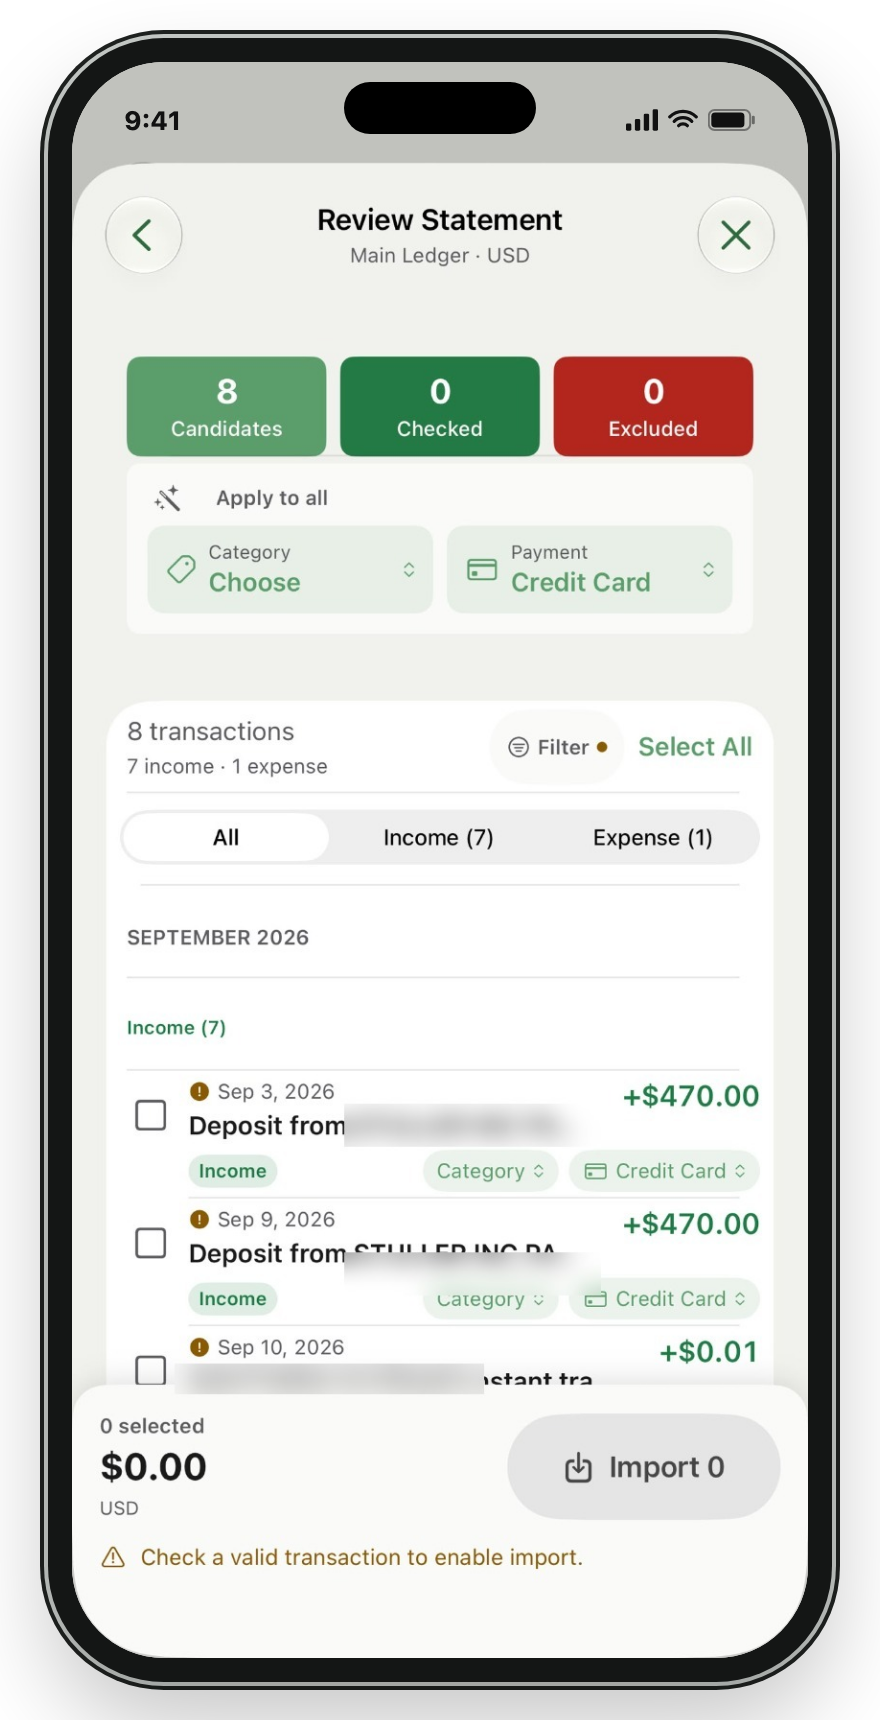 9:41
Review Statement
Main Ledger · USD
8
Candidates
0
Checked
0
Excluded
Apply to all
Category
Choose
Payment
Credit Card
8 transactions
7 income · 1 expense
Filter
Select All
All
Income (7)
Expense (1)
SEPTEMBER 2026
Income (7)
Sep 3, 2026
+$470.00
Deposit from
Income
Category
Credit Card
Sep 9, 2026
+$470.00
Deposit from
Income
Category
Credit Card
Sep 10, 2026
+$0.01
0 selected
$0.00
USD
Import 0
Check a valid transaction to enable import.